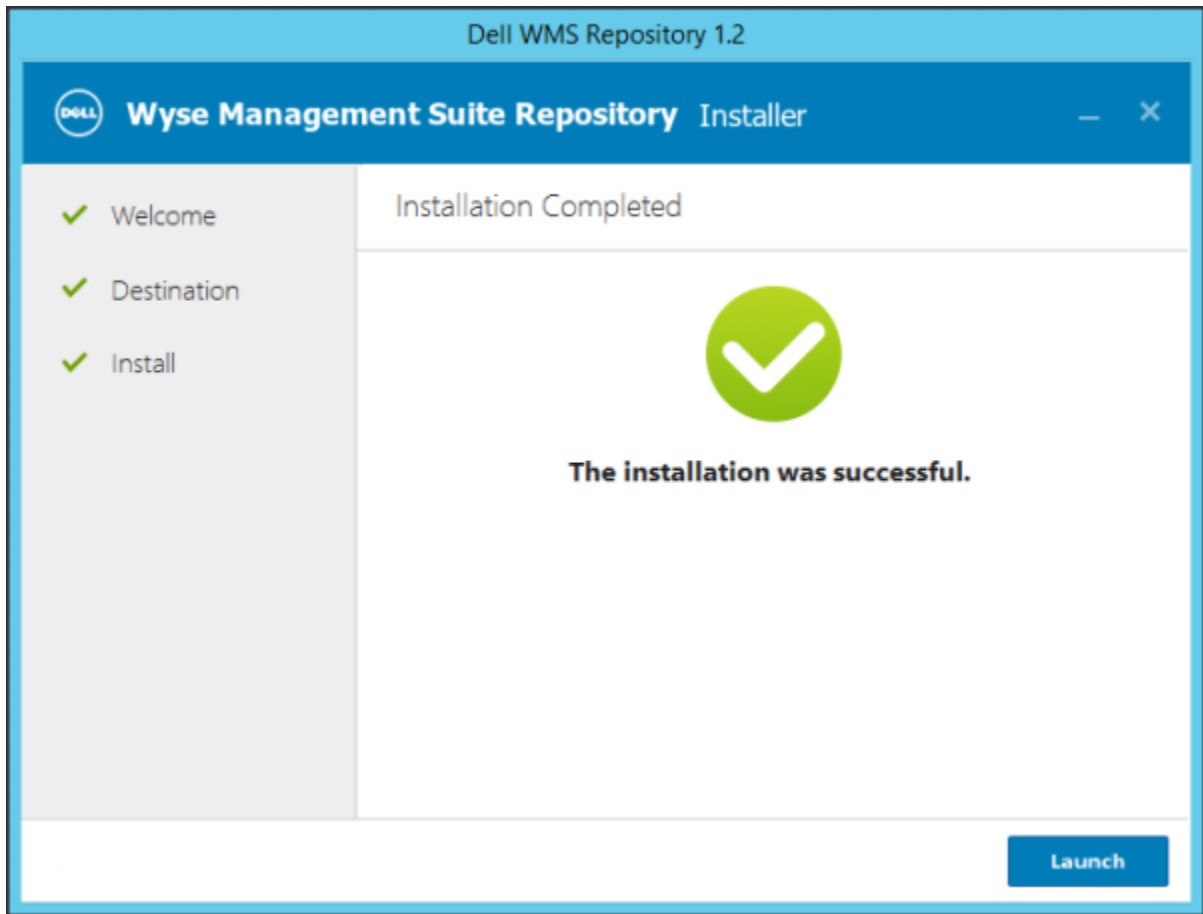 Dell WMS Repository 1.2
DELL Wyse Management Suite Repository Installer
Welcome
Installation Completed
Destination
Install
The installation was successful.
Launch